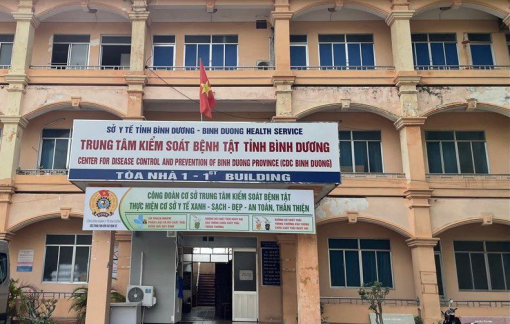 SỞ Y TẾ TỈNH BÌNH DƯƠNG - BINH DUONG HEALTH SERVICE
TRUNG TÂM KIỂM SOÁT BỆNH TẬT TỈNH BÌNH DƯƠNG
CENTER FOR DISEASE CONTROL AND PREVENTION OF BINH DUONG PROVINCE (CDC BINH DUONG)
TÒA NHÀ 1 - 1ST BUILDING
CÔNG ĐOÀN CƠ SỞ TRUNG TÂM KIỂM SOÁT BỆNH TẬT
THỰC HIỆN CƠ SỞ Y TẾ XANH - SẠCH - ĐẸP - AN TOÀN, THÂN THIỆN